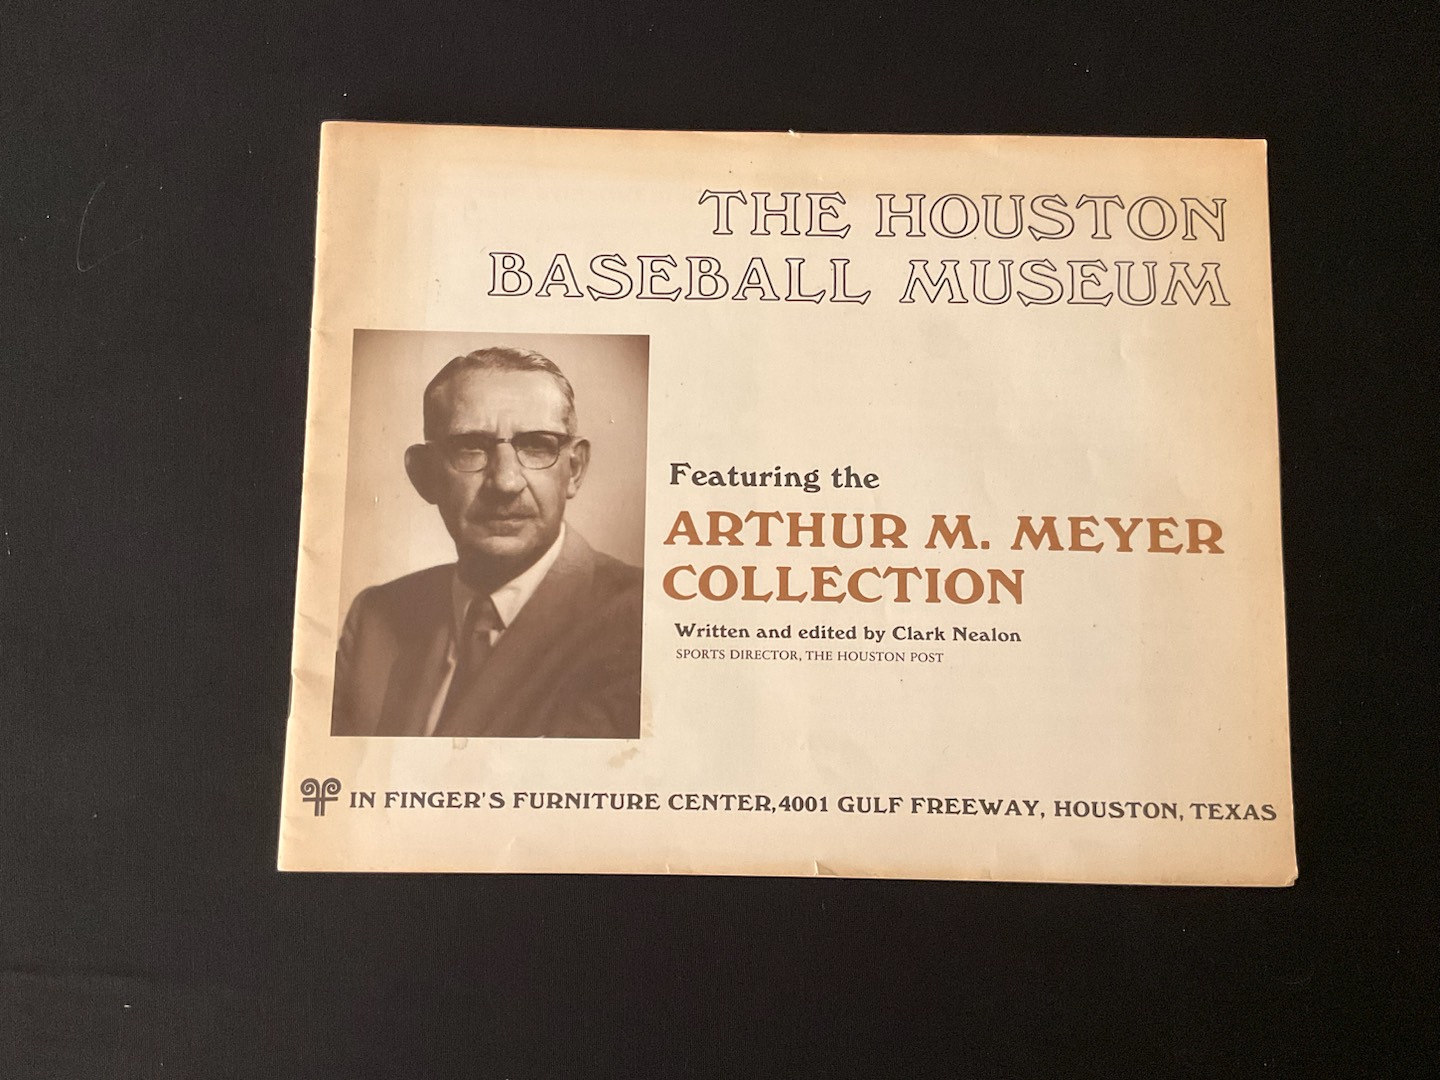 THE HOUSTON
BASEBALL MUSEUM
Featuring the
ARTHUR M. MEYER
COLLECTION
Written and edited by Clark Nealon
SPORTS DIRECTOR, THE HOUSTON POST
IN FINGER'S FURNITURE CENTER,4001 GULF FREEWAY, HOUSTON, TEXAS